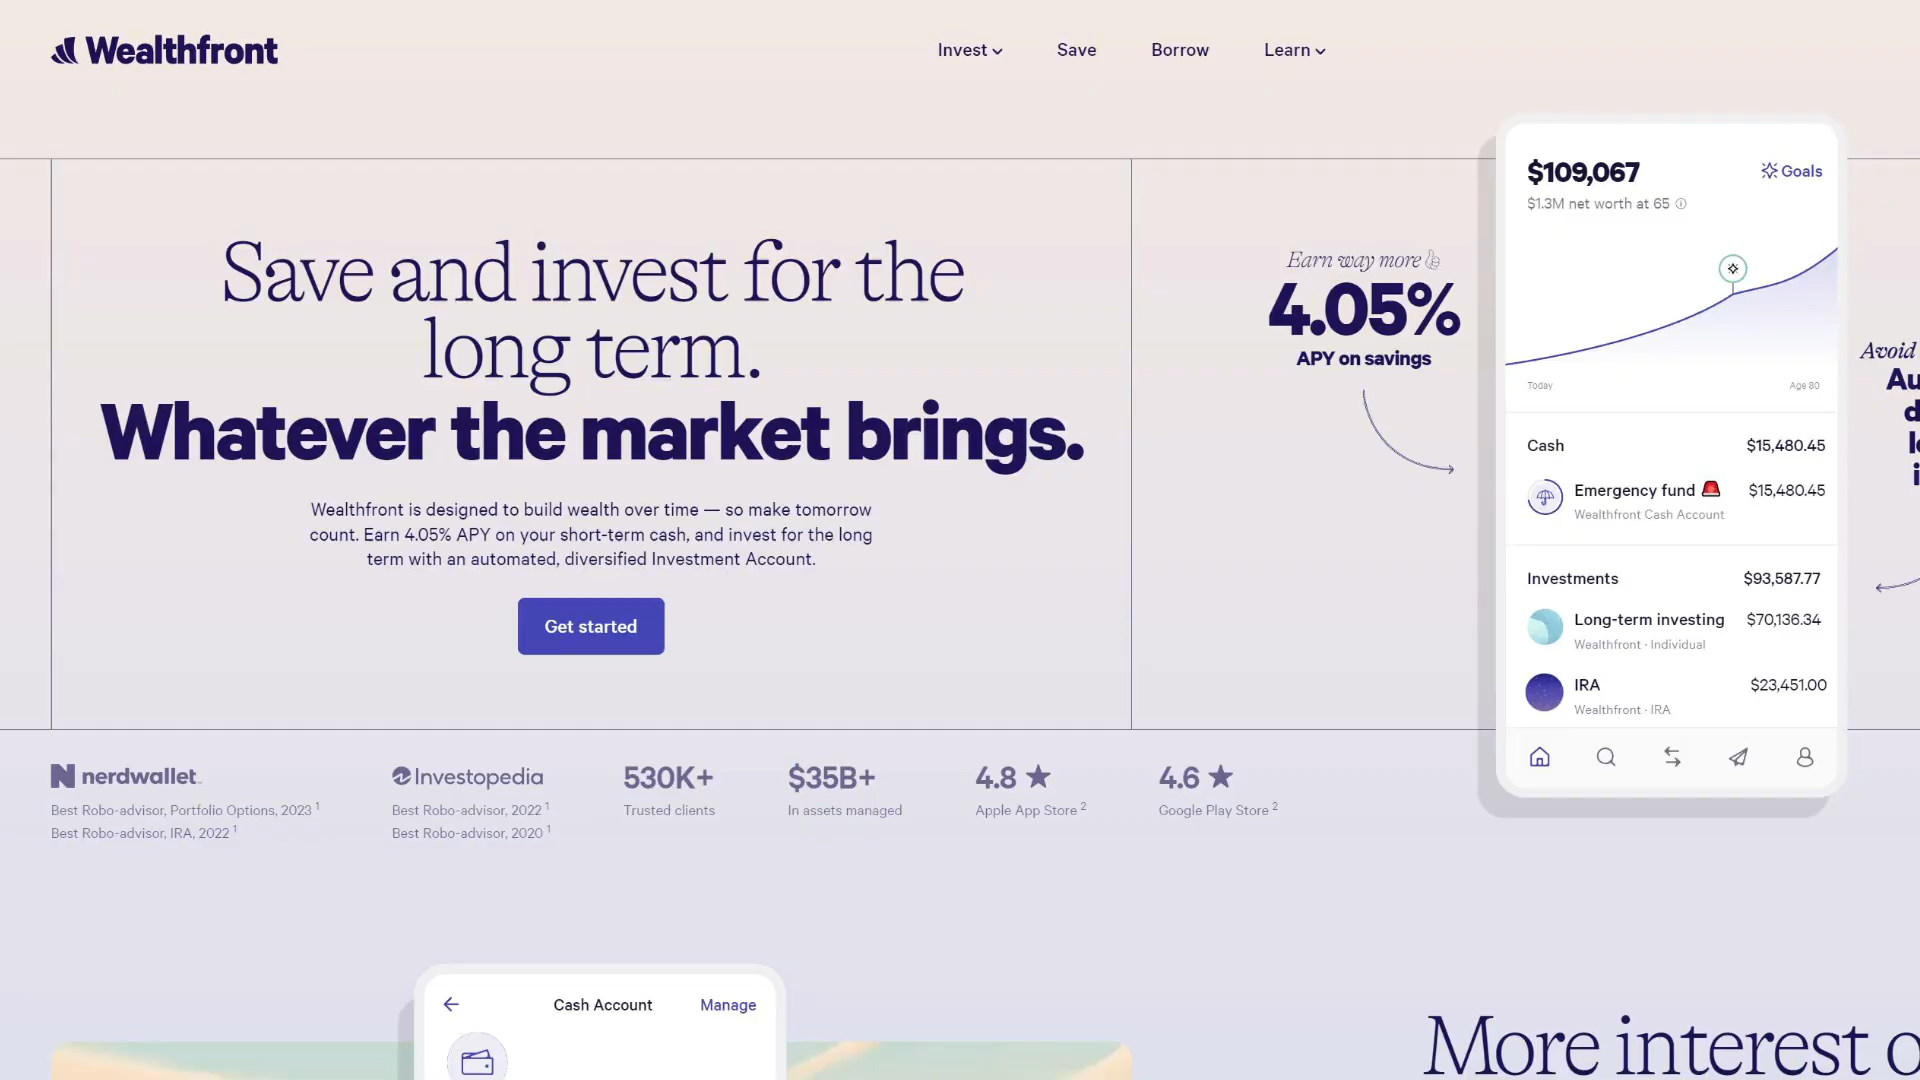 Wealthfront
Invest
Save
Borrow
Learn
Save and invest for the
long term.
Whatever the market brings.
Wealthfront is designed to build wealth over time — so make tomorrow
count. Earn 4.05% APY on your short-term cash, and invest for the long
term with an automated, diversified Investment Account.
Get started
Earn way more
4.05%
APY on savings
$109,067
Goals
$1.3M net worth at 65
Today
Age 80
Cash
$15,480.45
Emergency fund 🚨
$15,480.45
Wealthfront Cash Account
Investments
$93,587.77
Long-term investing
$70,136.34
Wealthfront · Individual
IRA
$23,451.00
Wealthfront · IRA
Avoid
nerdwallet
Best Robo-advisor, Portfolio Options, 2023 1
Best Robo-advisor, IRA, 2022 1
Investopedia
Best Robo-advisor, 2022 1
Best Robo-advisor, 2020 1
530K+
Trusted clients
$35B+
In assets managed
4.8 ★
Apple App Store 2
4.6 ★
Google Play Store 2
Cash Account
Manage
More interest